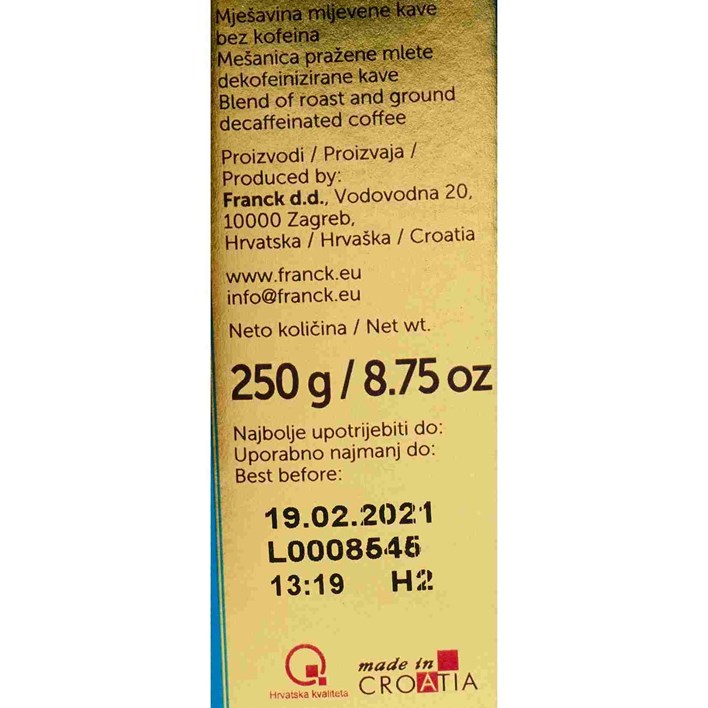 Mješavina mljevene kave
bez kofeina
Mešanica pražene mlete
dekofeinizirane kave
Blend of roast and ground
decaffeinated coffee
Proizvodi / Proizvaja /
Produced by:
Franck d.d., Vodovodna 20,
10000 Zagreb,
Hrvatska / Hrvaška / Croatia
www.franck.eu
info@franck.eu
Neto količina / Net wt.
250 g / 8.75 oz
Najbolje upotrijebiti do:
Uporabno najmanj do:
Best before:
19.02.2021
L0008545
13:19 H2
Hrvatska kvaliteta
made in
CROATIA